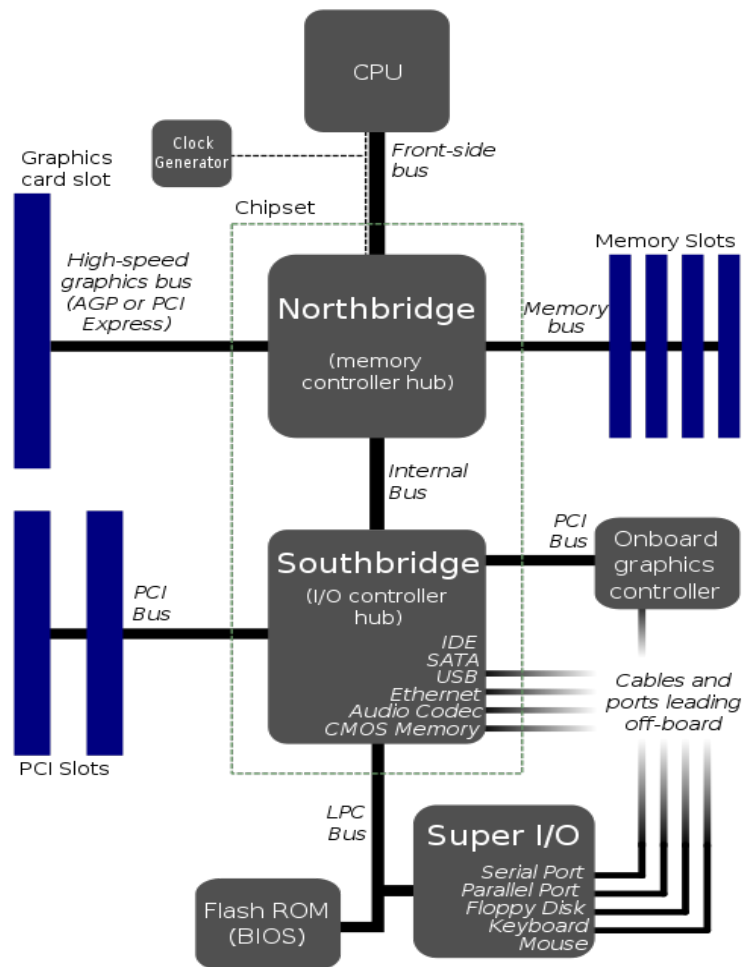 CPU
Clock
Generator
Front-side
bus
Graphics
card slot
Chipset
High-speed
graphics bus
(AGP or PCI
Express)
Northbridge
(memory
controller hub)
Memory
bus
Memory Slots
Internal
Bus
PCI
Bus
Onboard
graphics
controller
Southbridge
(I/O controller
hub)
PCI
Bus
IDE
SATA
USB
Ethernet
Audio Codec
CMOS Memory
Cables and
ports leading
off-board
PCI Slots
LPC
Bus
Super I/O
Serial Port
Parallel Port
Floppy Disk
Keyboard
Mouse
Flash ROM
(BIOS)